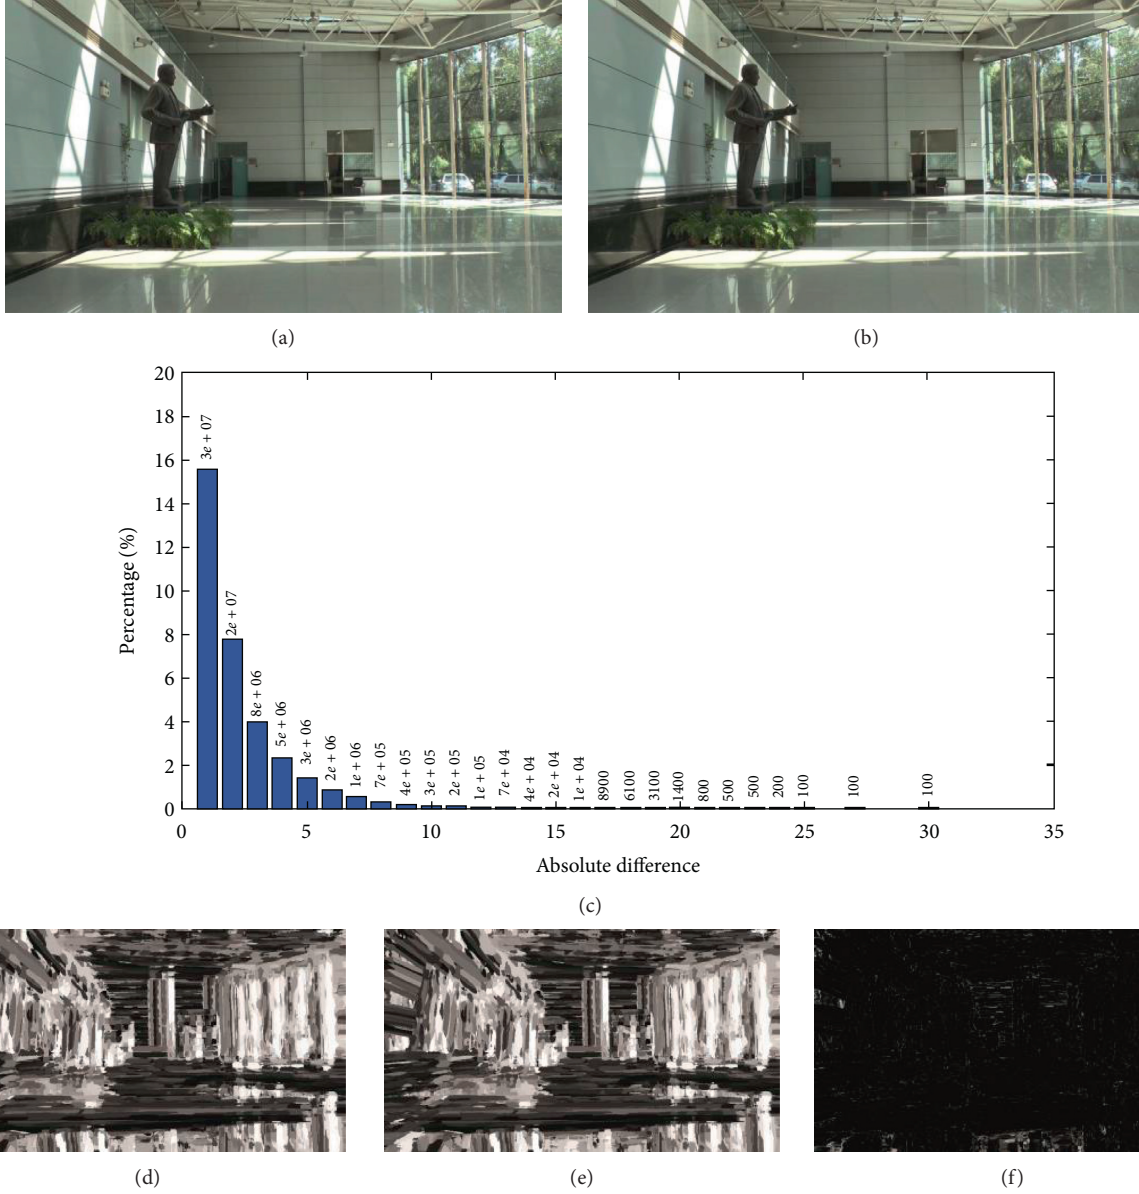 (a)
(b)
20
18
16
14
12
10
8
6
4
2
0
Percentage (%)
3e + 07
2e + 07
8e + 06
5e + 06
3e + 06
2e + 06
1e + 06
7e + 05
4e + 05
3e + 05
2e + 05
1e + 05
7e + 04
4e + 04
2e + 04
1e + 04
8900
6100
3100
1400
800
500
500
200
100
100
100
0 5 10 15 20 25 30 35
Absolute difference
(c)
(d)
(e)
(f)